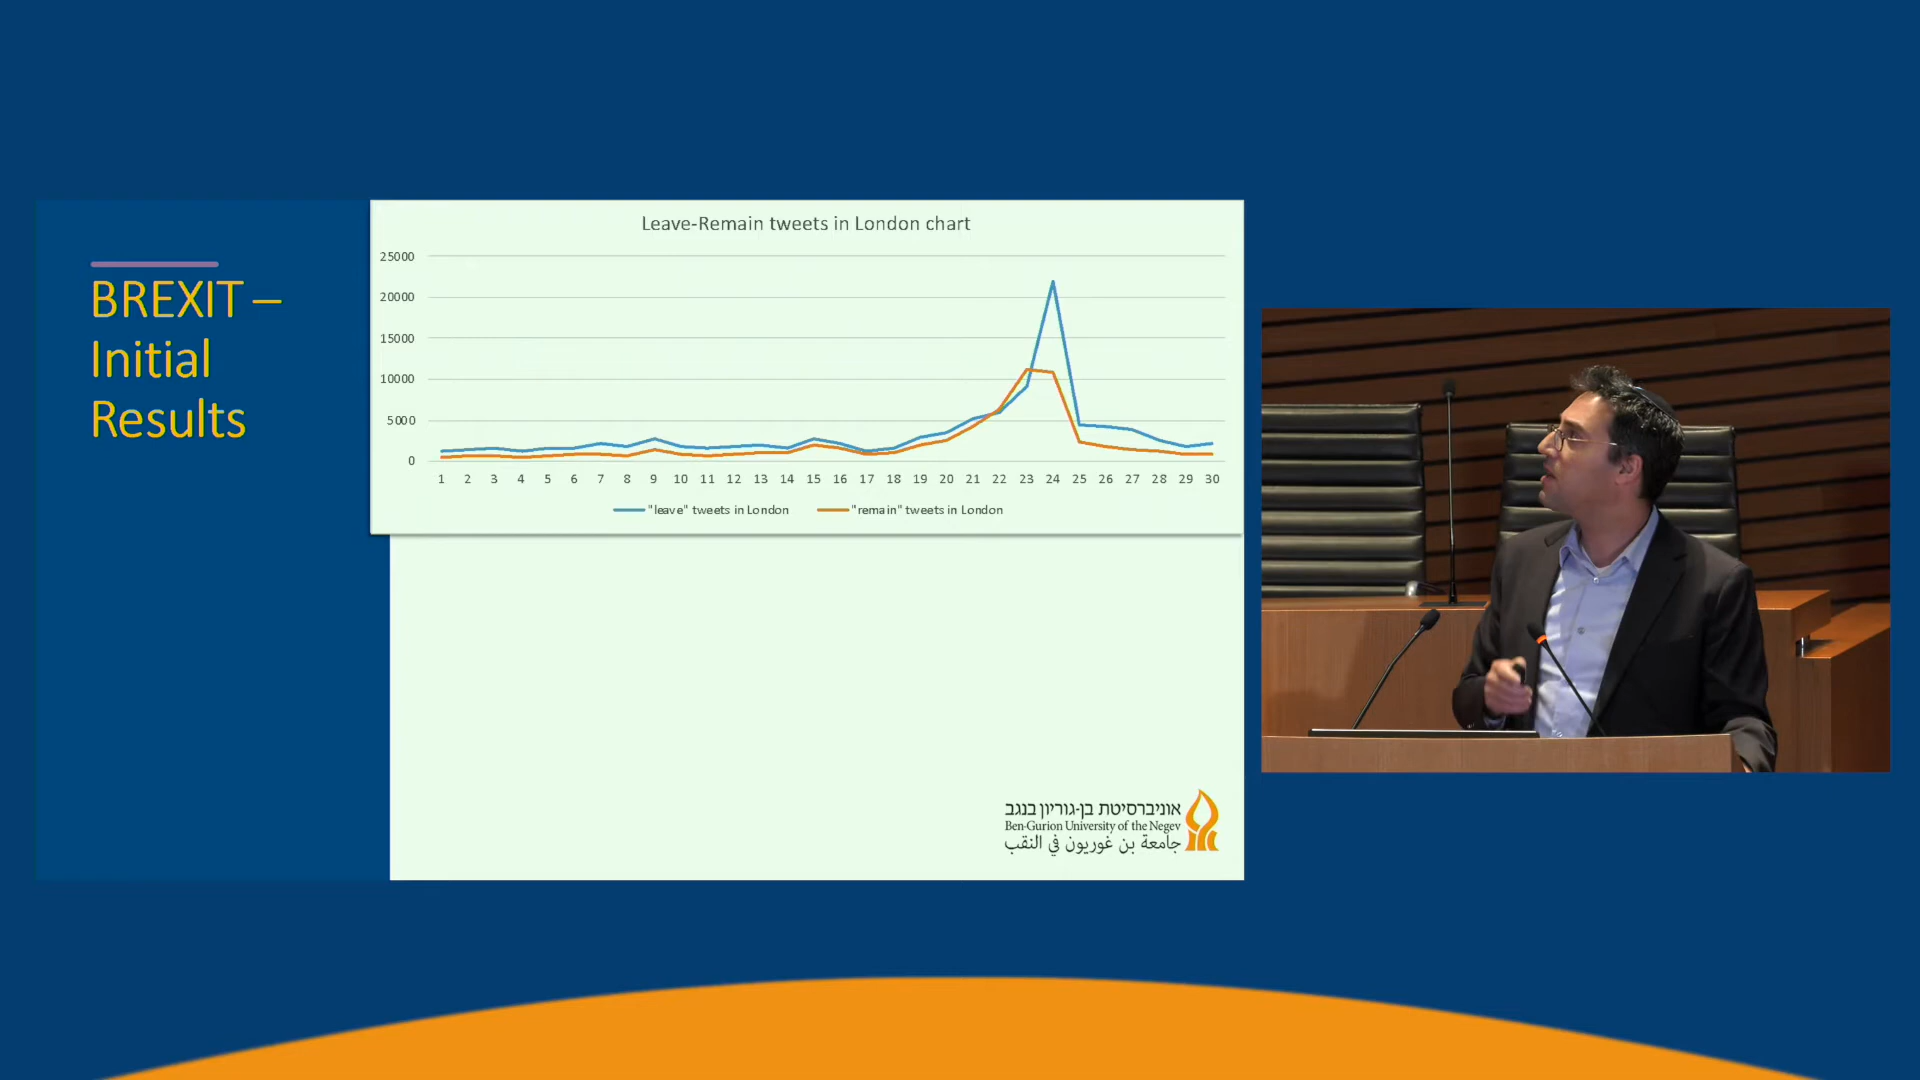 BREXIT –
Initial
Results
Leave-Remain tweets in London chart
25000
20000
15000
10000
5000
0
1 2 3 4 5 6 7 8 9 10 11 12 13 14 15 16 17 18 19 20 21 22 23 24 25 26 27 28 29 30
"leave" tweets in London "remain" tweets in London
אוניברסיטת בן-גוריון בנגב
Ben-Gurion University of the Negev
جامعة بن غوريون في النقب